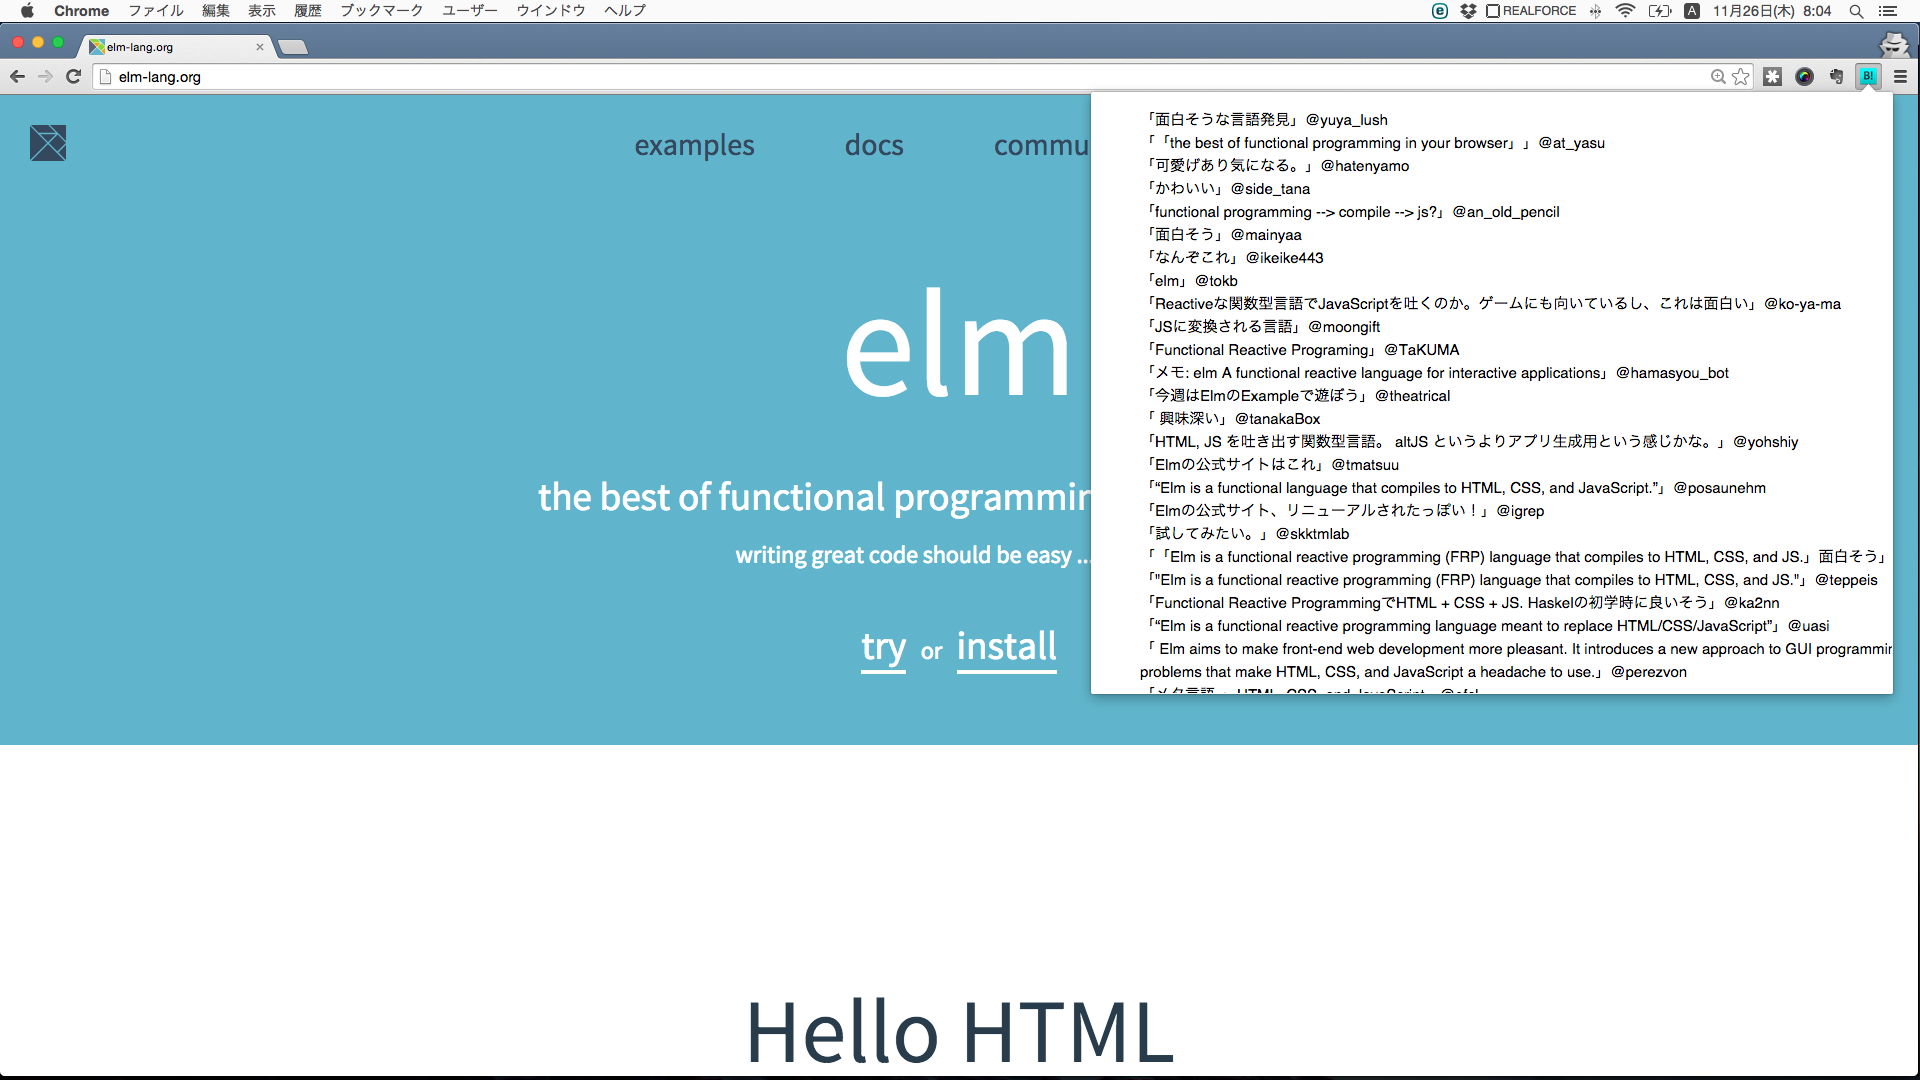 Chrome ファイル 編集 表示 履歴 ブックマーク ユーザー ウインドウ ヘルプ REALFORCE A 11月26日(木) 8:04
elm-lang.org
elm-lang.org B!
examples docs commu
elm
the best of functional programmin
writing great code should be easy ...
try or install
「面白そうな言語発見」@yuya_lush
「「the best of functional programming in your browser」」@at_yasu
「可愛げあり気になる。」@hatenyamo
「かわいい」@side_tana
「functional programming --> compile --> js?」@an_old_pencil
「面白そう」@mainyaa
「なんぞこれ」@ikeike443
「elm」@tokb
「Reactiveな関数型言語でJavaScriptを吐くのか。ゲームにも向いているし、これは面白い」@ko-ya-ma
「JSに変換される言語」@moongift
「Functional Reactive Programing」@TaKUMA
「メモ: elm A functional reactive language for interactive applications」@hamasyou_bot
「今週はElmのExampleで遊ぼう」@theatrical
「 興味深い」@tanakaBox
「HTML, JS を吐き出す関数型言語。 altJS というよりアプリ生成用という感じかな。」@yohshiy
「Elmの公式サイトはこれ」@tmatsuu
「“Elm is a functional language that compiles to HTML, CSS, and JavaScript.”」@posaunehm
「Elmの公式サイト、リニューアルされたっぽい！」@igrep
「試してみたい。」@skktmlab
「「Elm is a functional reactive programming (FRP) language that compiles to HTML, CSS, and JS.」面白そう」
「"Elm is a functional reactive programming (FRP) language that compiles to HTML, CSS, and JS."」@teppeis
「Functional Reactive ProgrammingでHTML + CSS + JS. Haskelの初学時に良いそう」@ka2nn
「“Elm is a functional reactive programming language meant to replace HTML/CSS/JavaScript”」@uasi
「 Elm aims to make front-end web development more pleasant. It introduces a new approach to GUI programmin
problems that make HTML, CSS, and JavaScript a headache to use.」@perezvon
Hello HTML